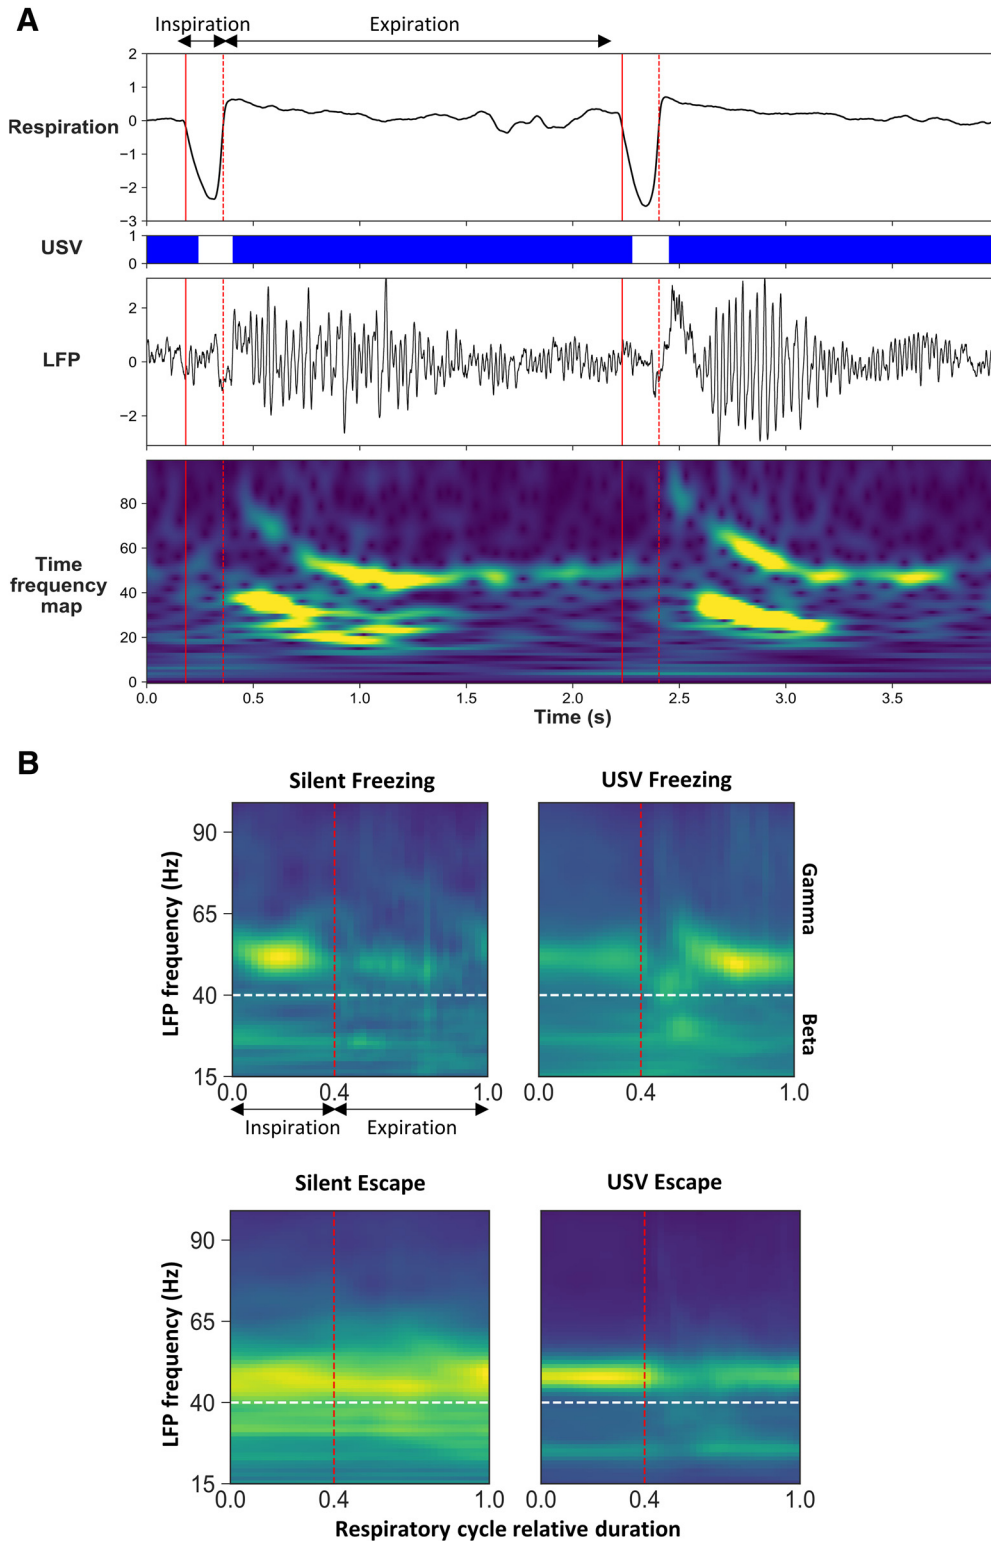 A
Inspiration Expiration
2
1
0
−1
−2
−3
Respiration
1
0
USV
2
0
−2
LFP
80
60
40
20
0
Time
frequency
map
0.0 0.5 1.0 1.5 2.0 2.5 3.0 3.5
Time (s)
B
Silent Freezing USV Freezing
90
65
40
15
LFP frequency (Hz)
Gamma
Beta
0.0 0.4 1.0 0.0 0.4 1.0
Inspiration Expiration
Silent Escape USV Escape
90
65
40
15
LFP frequency (Hz)
0.0 0.4 1.0 0.0 0.4 1.0
Respiratory cycle relative duration